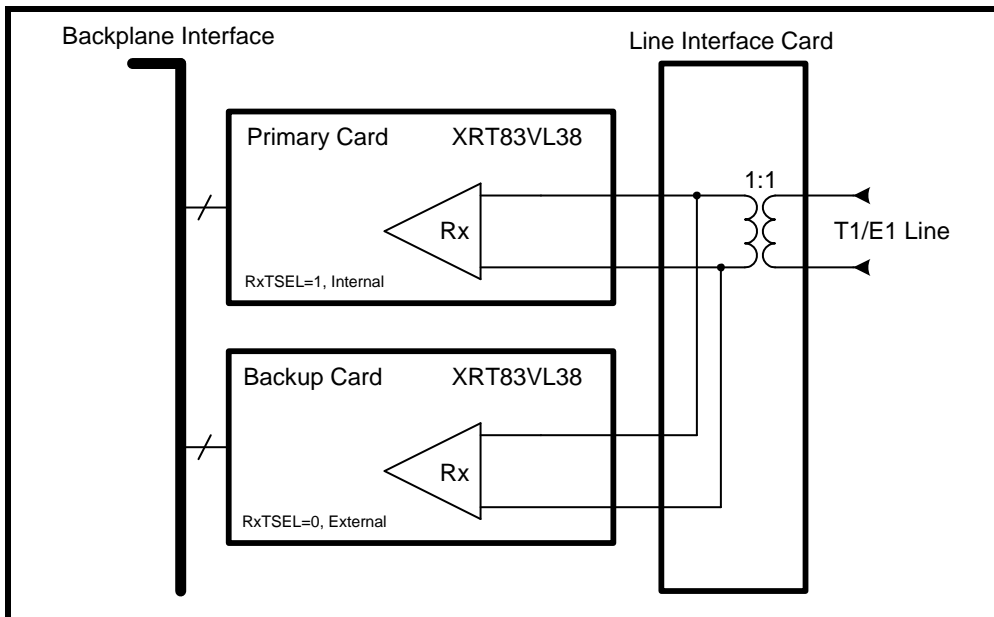 Backplane Interface
Line Interface Card
Primary Card XRT83VL38
1:1
Rx
T1/E1 Line
RxTSEL=1, Internal
Backup Card XRT83VL38
Rx
RxTSEL=0, External